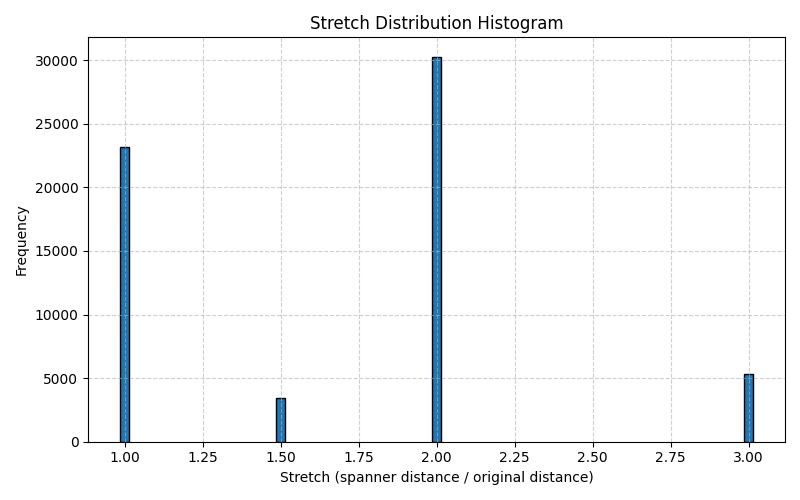 Stretch Distribution Histogram
Frequency
30000
25000
20000
15000
10000
5000
0
1.00 1.25 1.50 1.75 2.00 2.25 2.50 2.75 3.00
Stretch (spanner distance / original distance)